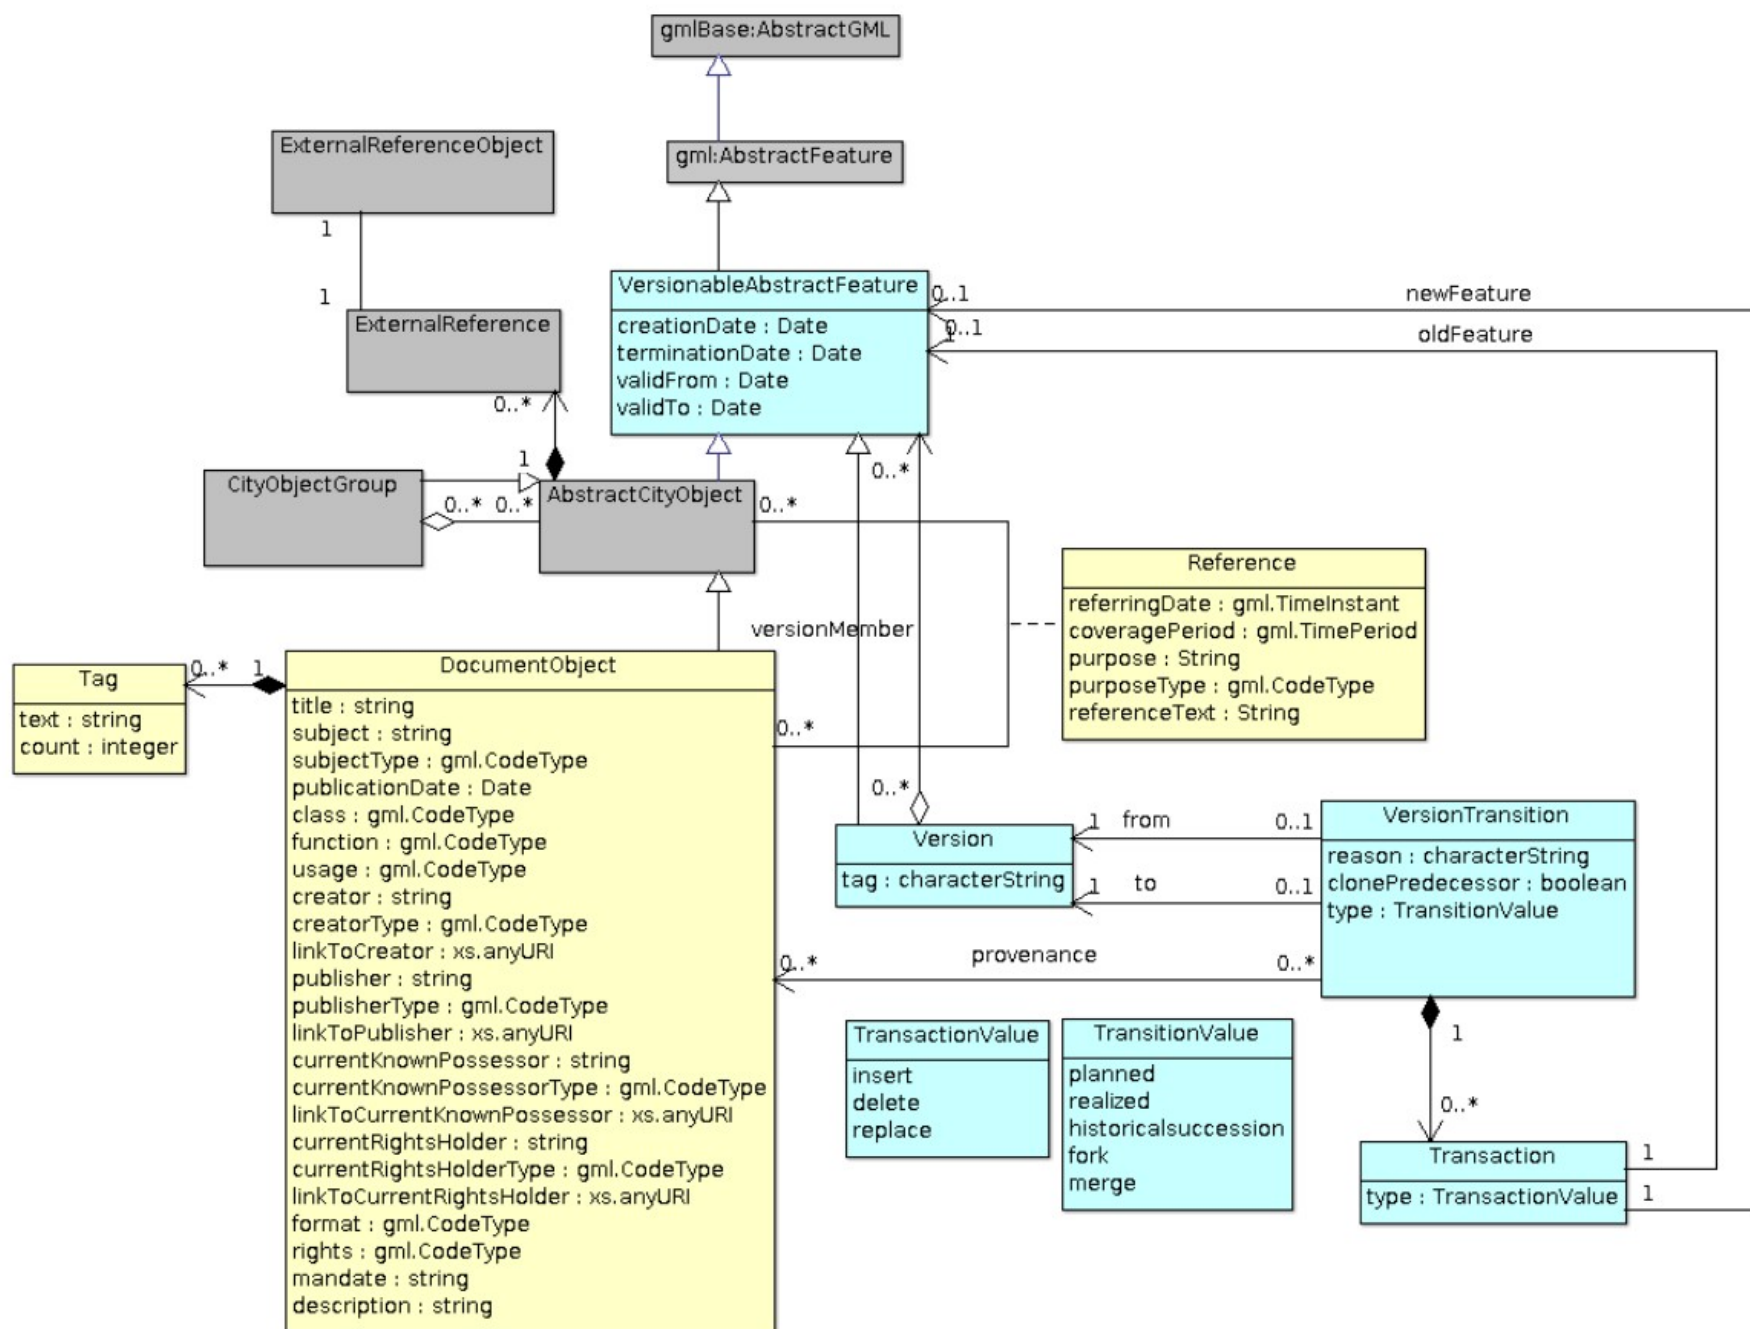 gmlBase:AbstractGML
ExternalReferenceObject
gml:AbstractFeature
1
1
ExternalReference
0..*
VersionableAbstractFeature
creationDate : Date
terminationDate : Date
validFrom : Date
validTo : Date
0..1
newFeature
0..1
1
oldFeature
CityObjectGroup
1
0..* 0..*
AbstractCityObject
0..*
0..*
Reference
referringDate : gml.TimeInstant
coveragePeriod : gml.TimePeriod
purpose : String
purposeType : gml.CodeType
referenceText : String
versionMember
Tag
text : string
count : integer
0..* 1
DocumentObject
title : string
subject : string
subjectType : gml.CodeType
publicationDate : Date
class : gml.CodeType
function : gml.CodeType
usage : gml.CodeType
creator : string
creatorType : gml.CodeType
linkToCreator : xs.anyURI
publisher : string
publisherType : gml.CodeType
linkToPublisher : xs.anyURI
currentKnownPossessor : string
currentKnownPossessorType : gml.CodeType
linkToCurrentKnownPossessor : xs.anyURI
currentRightsHolder : string
currentRightsHolderType : gml.CodeType
linkToCurrentRightsHolder : xs.anyURI
format : gml.CodeType
rights : gml.CodeType
mandate : string
description : string
0..*
0..*
Version
tag : characterString
1 from 0..1
1 to 0..1
VersionTransition
reason : characterString
clonePredecessor : boolean
type : TransitionValue
0..* provenance 0..*
TransactionValue
insert
delete
replace
TransitionValue
planned
realized
historicalsuccession
fork
merge
1
0..*
Transaction
type : TransactionValue
1
1